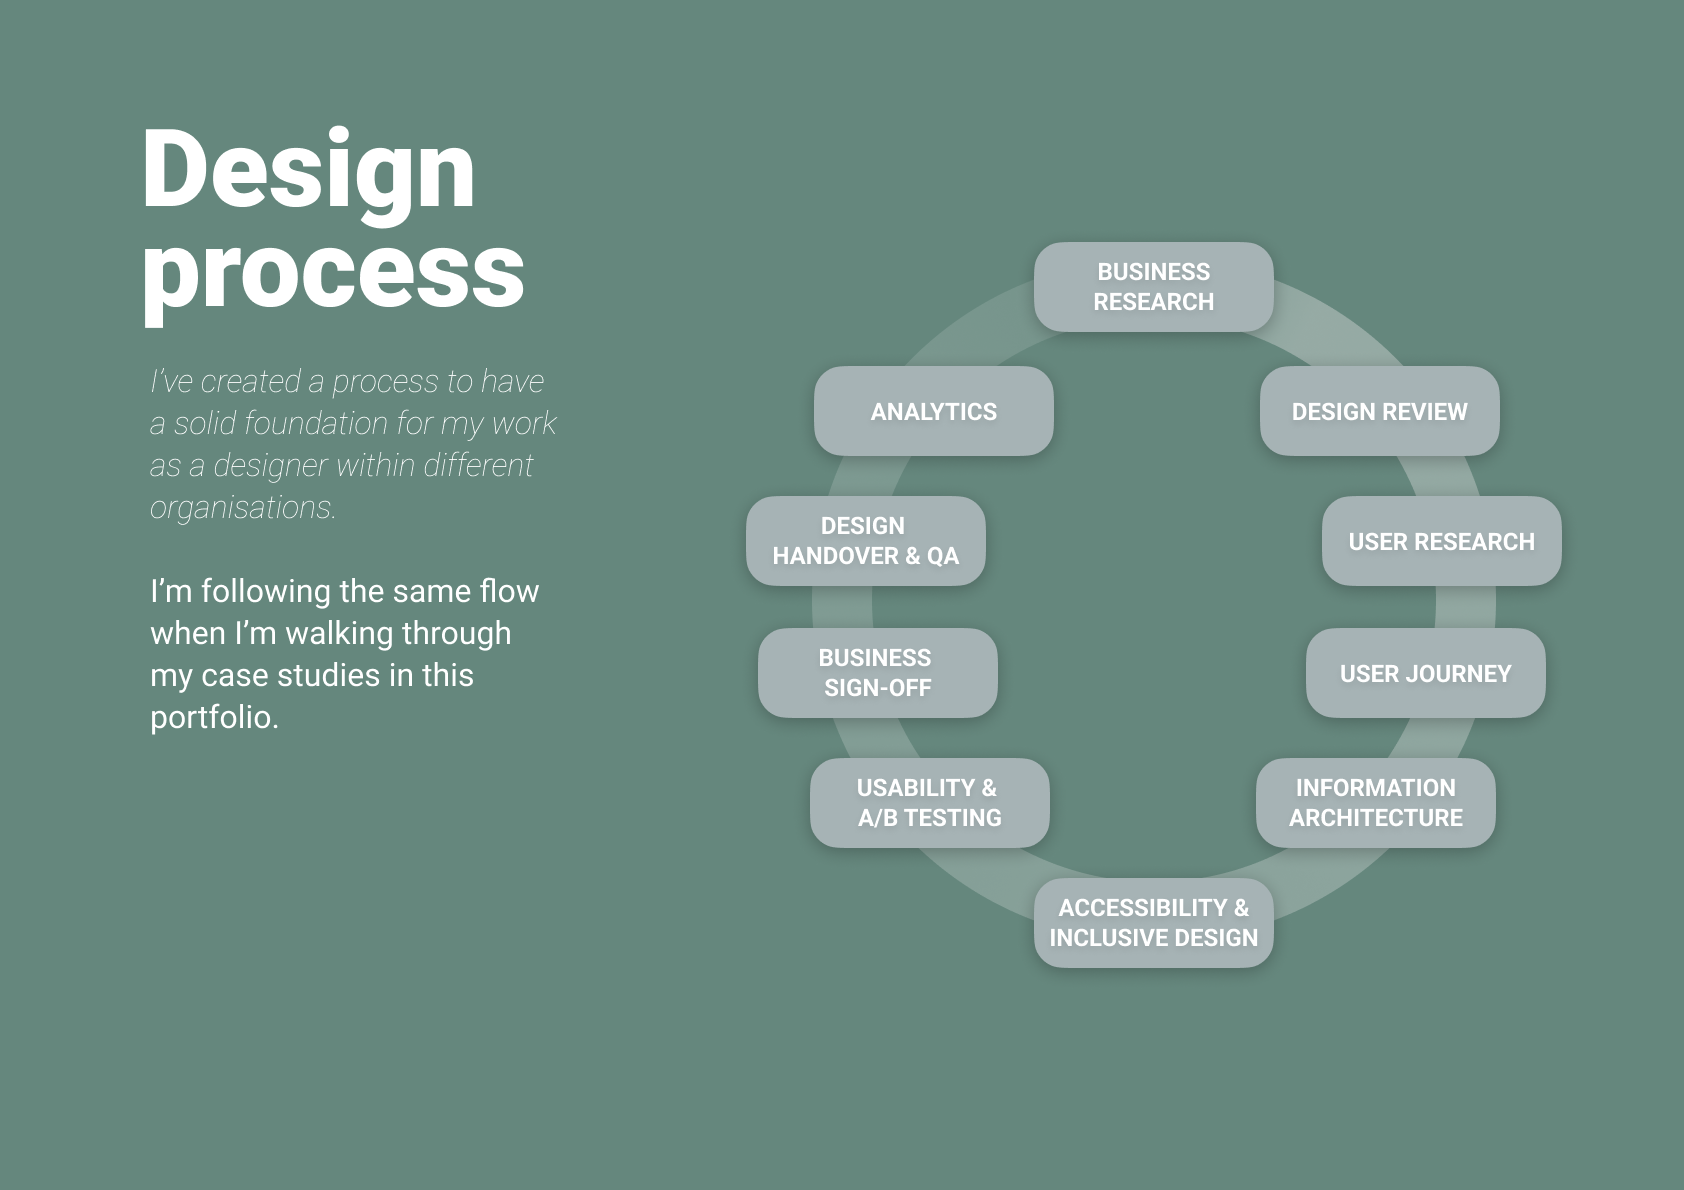 Design
process
I’ve created a process to have
a solid foundation for my work
as a designer within different
organisations.
I’m following the same flow
when I’m walking through
my case studies in this
portfolio.
BUSINESS
RESEARCH
DESIGN REVIEW
USER RESEARCH
USER JOURNEY
INFORMATION
ARCHITECTURE
ACCESSIBILITY &
INCLUSIVE DESIGN
USABILITY &
A/B TESTING
BUSINESS
SIGN-OFF
DESIGN
HANDOVER & QA
ANALYTICS